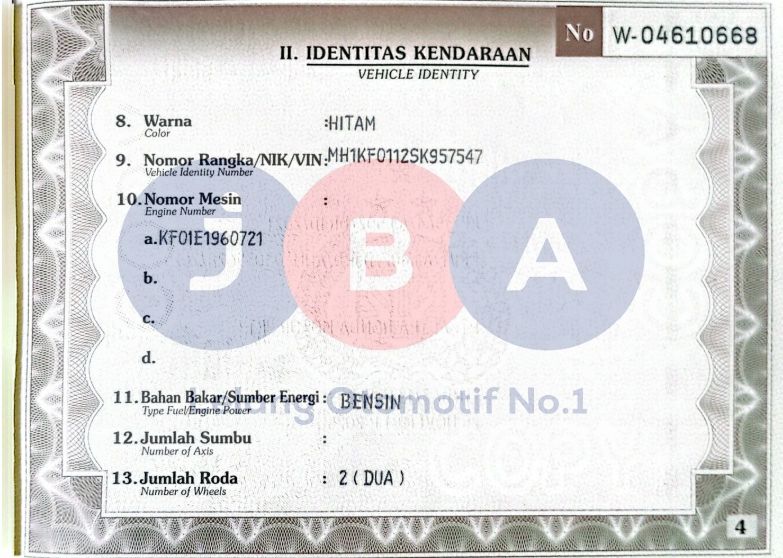 No W-04610668
II. IDENTITAS KENDARAAN
VEHICLE IDENTITY
8. Warna :HITAM
Color
9. Nomor Rangka/NIK/VIN:MH1KF0112SK957547
Vehicle Identity Number
10. Nomor Mesin :
Engine Number
a.KF01E1960721
b.
c.
d.
jBA
Lelang Otomotif No.1
11. Bahan Bakar/Sumber Energi : BENSIN
Type Fuel/Engine Power
12. Jumlah Sumbu :
Number of Axis
13. Jumlah Roda : 2 ( DUA )
Number of Wheels
4